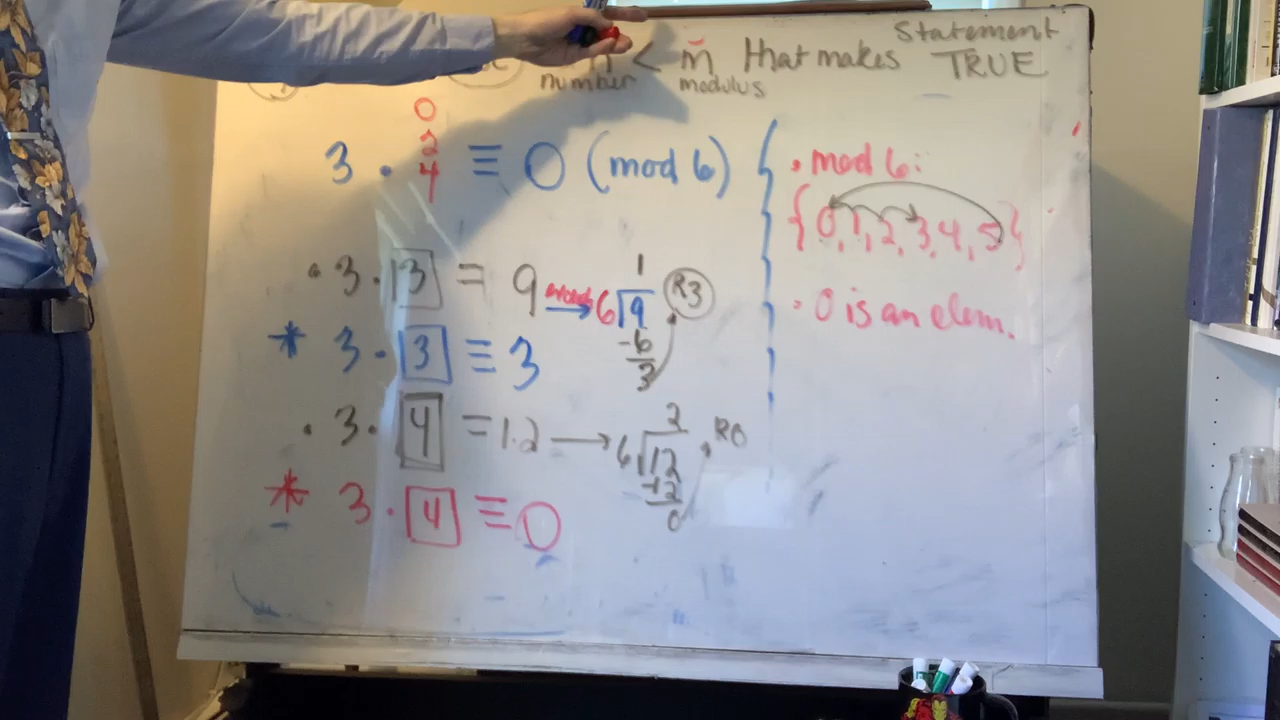 n < m that makes statement TRUE
number modulus
0
2
3 · 4 ≡ 0 (mod 6)
· 3 · 3 = 9 → 6)9 1 R3
-6
3
* 3 · 3 ≡ 3
· 3 · 4 = 12 → 6)12 2 R0
-12
0
* 3 · 4 ≡ 0
· mod 6:
{0, 1, 2, 3, 4, 5}
· 0 is an elem.